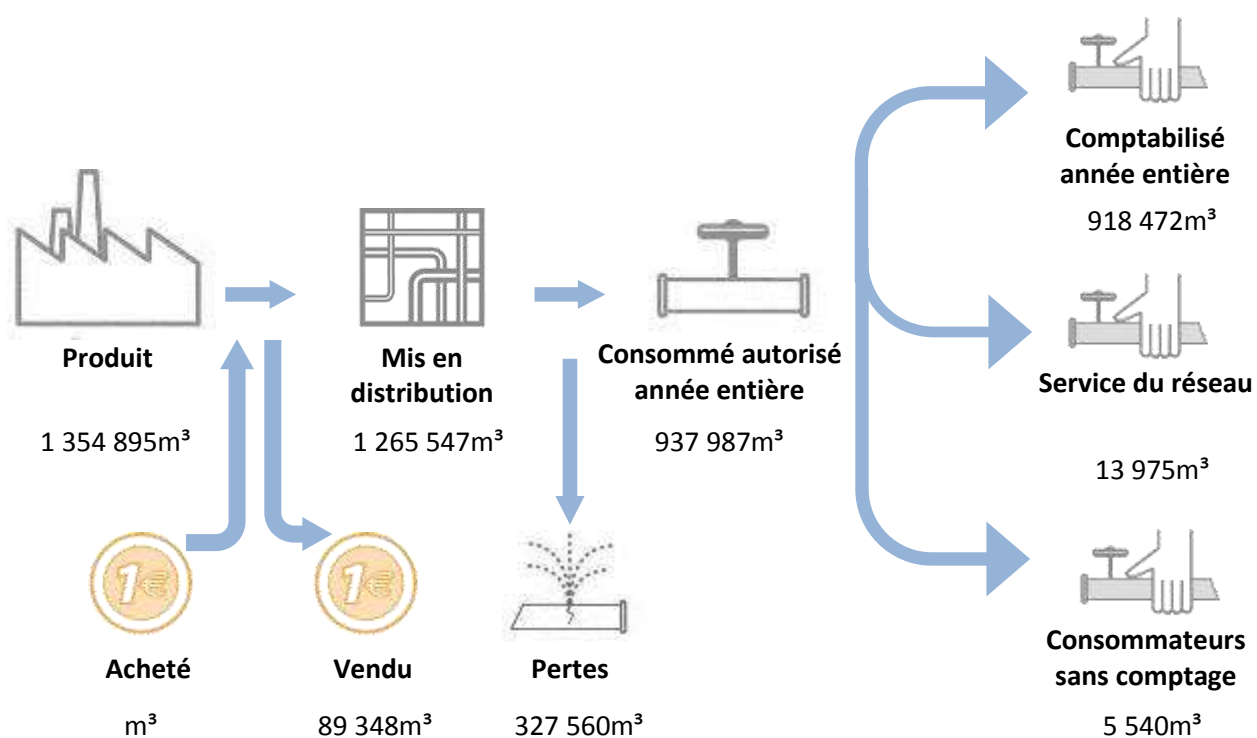 Produit
1 354 895m³
Mis en
distribution
1 265 547m³
Consommé autorisé
année entière
937 987m³
Comptabilisé
année entière
918 472m³
Service du réseau
13 975m³
Consommateurs
sans comptage
5 540m³
1€
Acheté
m³
1€
Vendu
89 348m³
Pertes
327 560m³